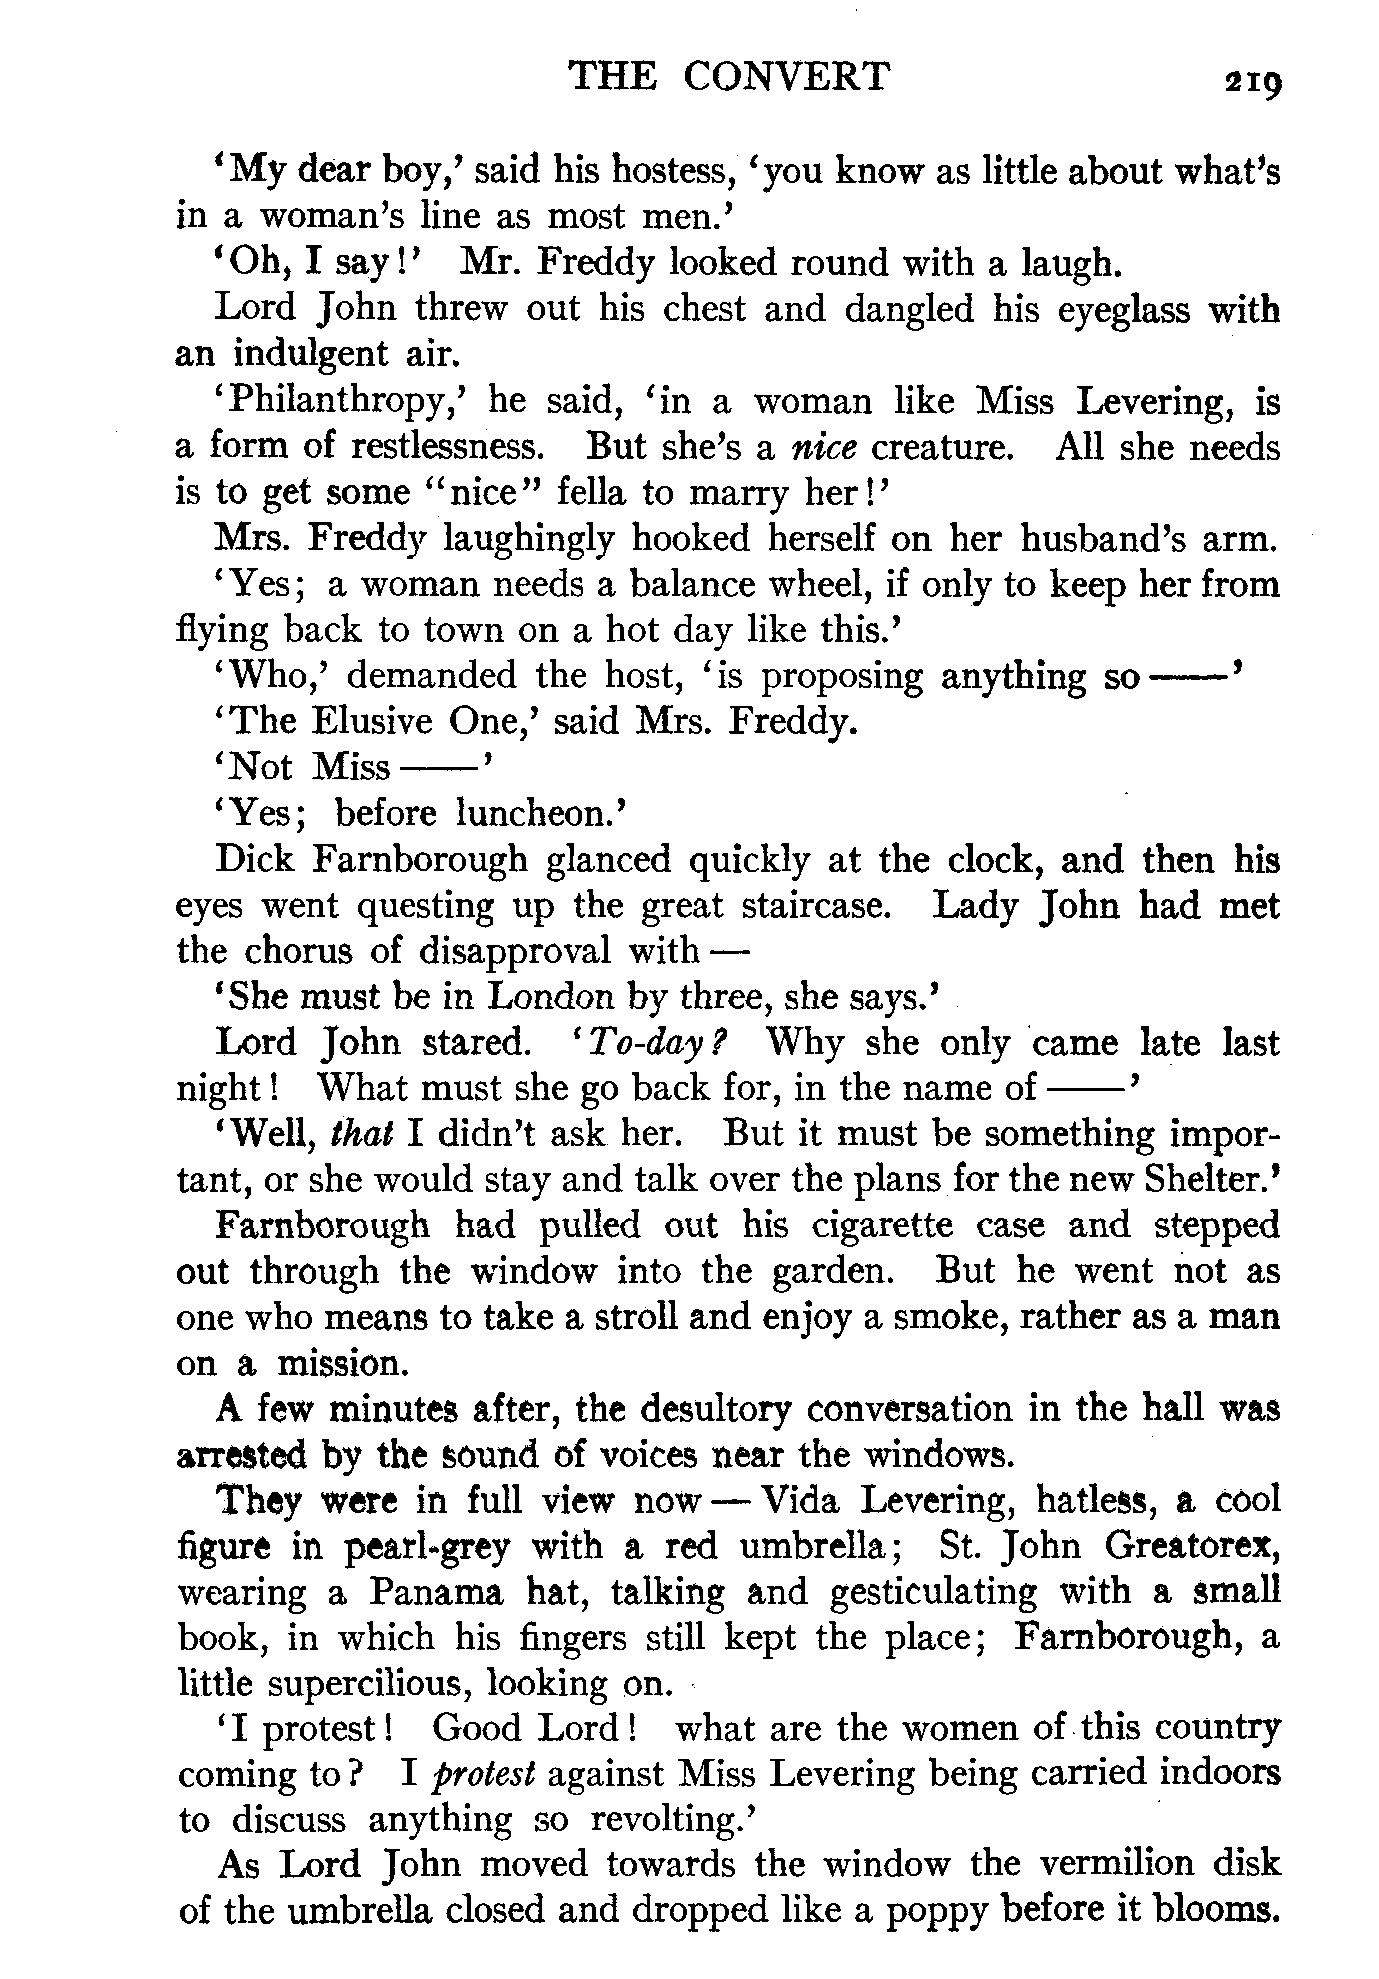 THE CONVERT 219
‘My dear boy,’ said his hostess, ‘you know as little about what’s
in a woman’s line as most men.’
‘Oh, I say!’ Mr. Freddy looked round with a laugh.
Lord John threw out his chest and dangled his eyeglass with
an indulgent air.
‘Philanthropy,’ he said, ‘in a woman like Miss Levering, is
a form of restlessness. But she’s a nice creature. All she needs
is to get some “nice” fella to marry her!’
Mrs. Freddy laughingly hooked herself on her husband’s arm.
‘Yes; a woman needs a balance wheel, if only to keep her from
flying back to town on a hot day like this.’
‘Who,’ demanded the host, ‘is proposing anything so——’
‘The Elusive One,’ said Mrs. Freddy.
‘Not Miss——’
‘Yes; before luncheon.’
Dick Farnborough glanced quickly at the clock, and then his
eyes went questing up the great staircase. Lady John had met
the chorus of disapproval with—
‘She must be in London by three, she says.’
Lord John stared. ‘To-day? Why she only came late last
night! What must she go back for, in the name of——’
‘Well, that I didn’t ask her. But it must be something impor-
tant, or she would stay and talk over the plans for the new Shelter.’
Farnborough had pulled out his cigarette case and stepped
out through the window into the garden. But he went not as
one who means to take a stroll and enjoy a smoke, rather as a man
on a mission.
A few minutes after, the desultory conversation in the hall was
arrested by the sound of voices near the windows.
They were in full view now—Vida Levering, hatless, a cool
figure in pearl-grey with a red umbrella; St. John Greatorex,
wearing a Panama hat, talking and gesticulating with a small
book, in which his fingers still kept the place; Farnborough, a
little supercilious, looking on.
‘I protest! Good Lord! what are the women of this country
coming to? I protest against Miss Levering being carried indoors
to discuss anything so revolting.’
As Lord John moved towards the window the vermilion disk
of the umbrella closed and dropped like a poppy before it blooms.